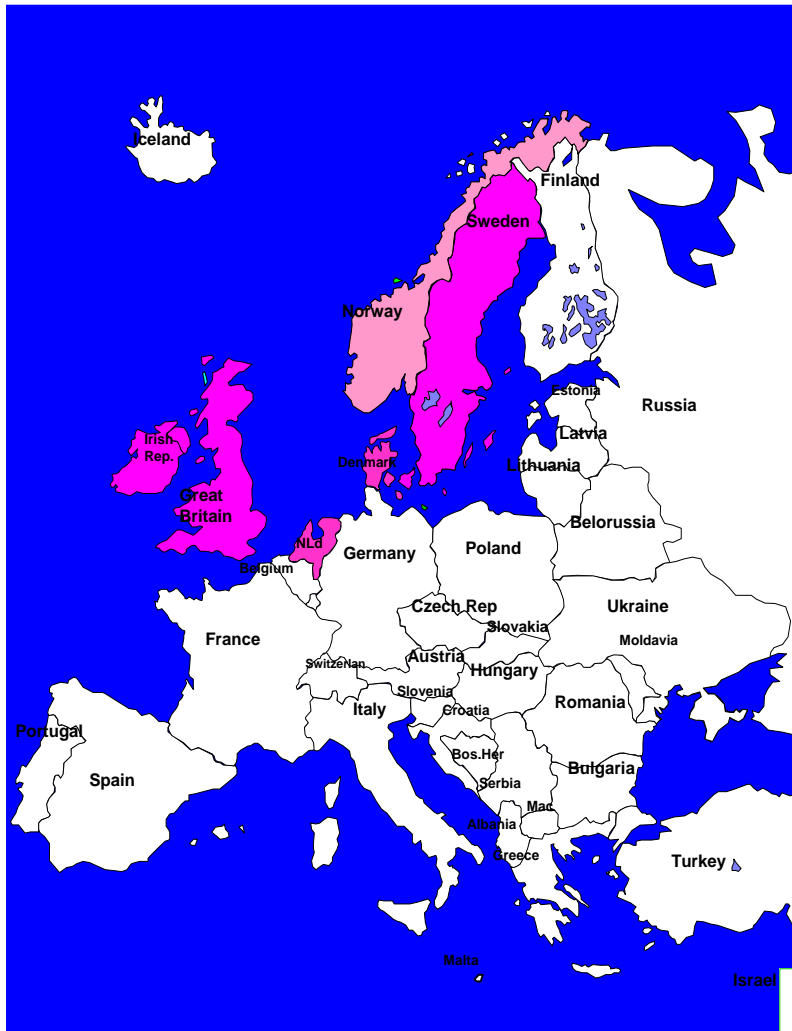 Iceland
Finland
Sweden
Norway
Estonia
Russia
Latvia
Irish
Rep.
Denmark
Lithuania
Great
Britain
Belorussia
NLd
Germany
Poland
Belgium
Czech Rep
Ukraine
Slovakia
France
Moldavia
Austria
Switzerlan
Hungary
Slovenia
Romania
Italy
Croatia
Portugal
Bos.Her
Bulgaria
Spain
Serbia
Mac
Albania
Greece
Turkey
Malta
Israel